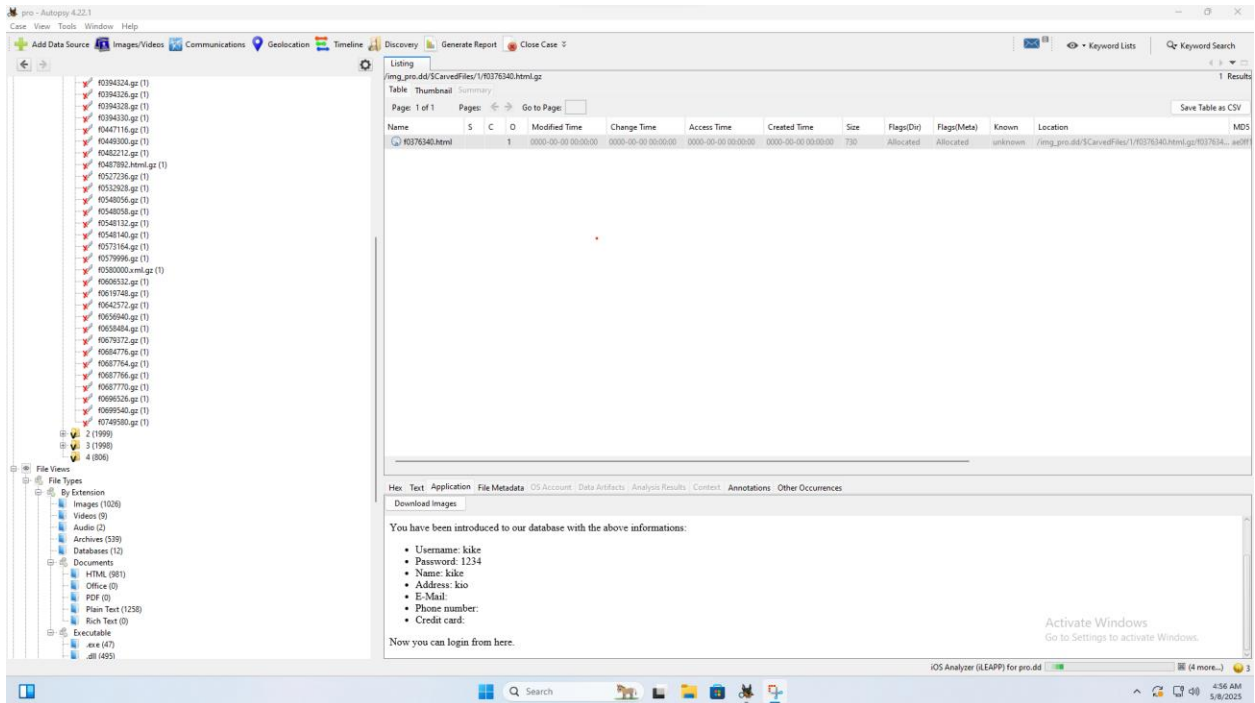 pro - Autopsy 4.22.1
Case View Tools Window Help
Add Data Source Images/Videos Communications Geolocation Timeline Discovery Generate Report Close Case Keyword Lists Keyword Search
Listing
/img_pro.dd/$CarvedFiles/1/f0376340.html.gz
1 Results
Table Thumbnail Summary
Page: 1 of 1 Pages: Go to Page: Save Table as CSV
Name S C O Modified Time Change Time Access Time Created Time Size Flags(Dir) Flags(Meta) Known Location MD5
f0376340.html 1 0000-00-00 00:00:00 0000-00-00 00:00:00 0000-00-00 00:00:00 0000-00-00 00:00:00 730 Allocated Allocated unknown /img_pro.dd/$CarvedFiles/1/f0376340.html.gz/f037634...
f0394324.gz (1)
f0394326.gz (1)
f0394328.gz (1)
f0394330.gz (1)
f0447116.gz (1)
f0449300.gz (1)
f0482212.gz (1)
f0487892.html.gz (1)
f0527236.gz (1)
f0532928.gz (1)
f0548056.gz (1)
f0548058.gz (1)
f0548132.gz (1)
f0548140.gz (1)
f0573164.gz (1)
f0579996.gz (1)
f0580000.xml.gz (1)
f0606532.gz (1)
f0619748.gz (1)
f0642572.gz (1)
f0656940.gz (1)
f0658484.gz (1)
f0679372.gz (1)
f0684776.gz (1)
f0687764.gz (1)
f0687766.gz (1)
f0687770.gz (1)
f0696526.gz (1)
f0699540.gz (1)
f0749580.gz (1)
2 (1999)
3 (1998)
4 (806)
File Views
File Types
By Extension
Images (1026)
Videos (9)
Audio (2)
Archives (539)
Databases (12)
Documents
HTML (981)
Office (0)
PDF (0)
Plain Text (1258)
Rich Text (0)
Executable
.exe (47)
.dll (495)
Hex Text Application File Metadata OS Account Data Artifacts Analysis Results Context Annotations Other Occurrences
Download Images
You have been introduced to our database with the above informations:
• Username: kike
• Password: 1234
• Name: kike
• Address: kio
• E-Mail:
• Phone number:
• Credit card:
Now you can login from here.
Activate Windows
Go to Settings to activate Windows.
iOS Analyzer (iLEAPP) for pro.dd (4 more...) 3
Search
4:56 AM
5/8/2025